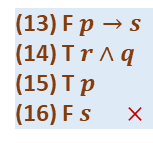 (13) F p → s
(14) T r ∧ q
(15) T p
(16) F s ×